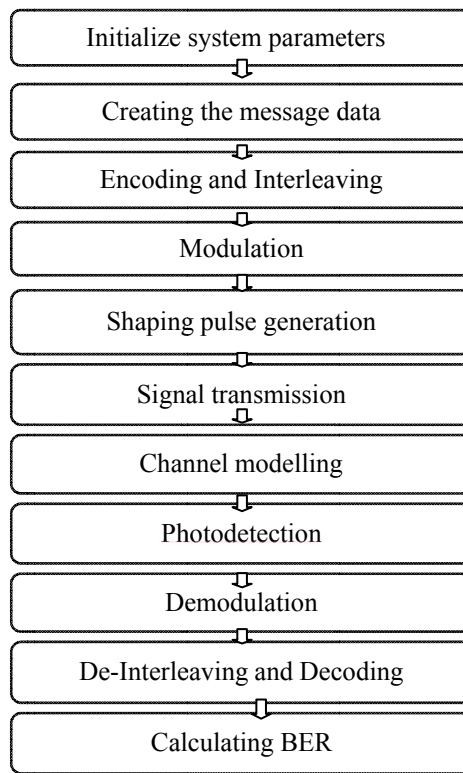 Initialize system parameters
Creating the message data
Encoding and Interleaving
Modulation
Shaping pulse generation
Signal transmission
Channel modelling
Photodetection
Demodulation
De-Interleaving and Decoding
Calculating BER